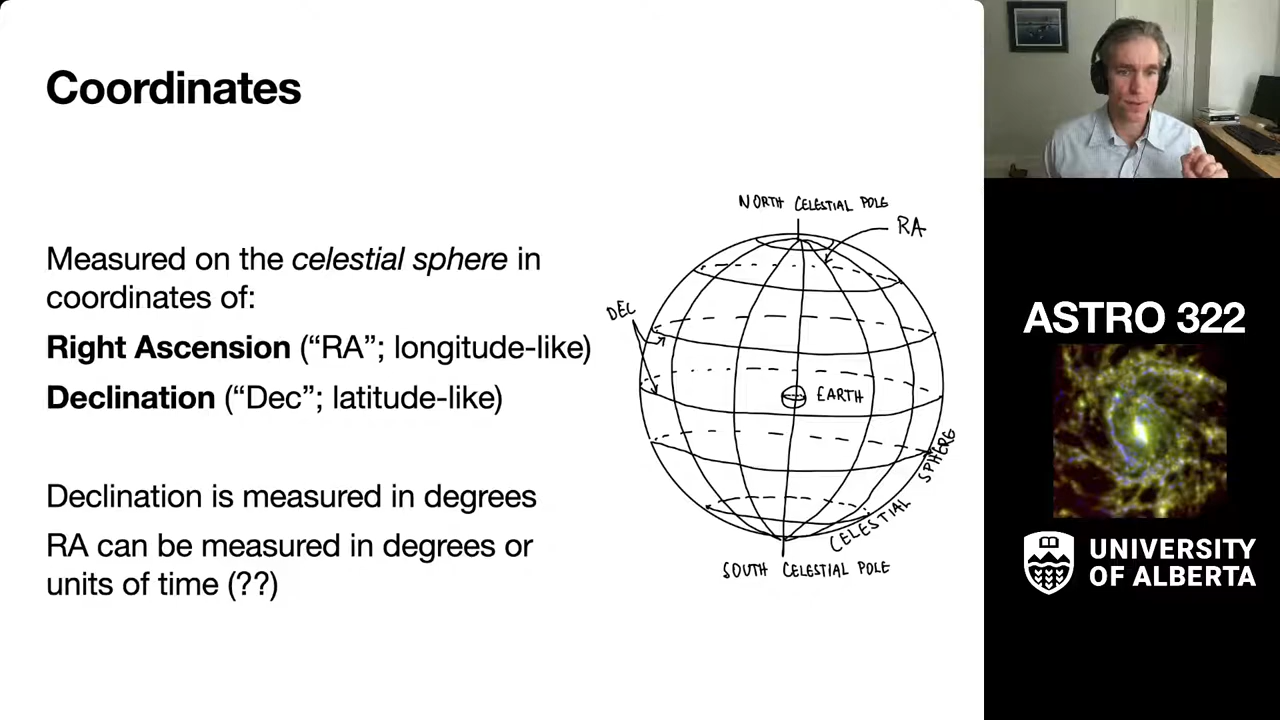 Coordinates
Measured on the celestial sphere in
coordinates of:
Right Ascension (“RA”; longitude-like)
Declination (“Dec”; latitude-like)
Declination is measured in degrees
RA can be measured in degrees or
units of time (??)
NORTH CELESTIAL POLE
RA
DEC
EARTH
CELESTIAL SPHERE
SOUTH CELESTIAL POLE
ASTRO 322
UNIVERSITY
OF ALBERTA